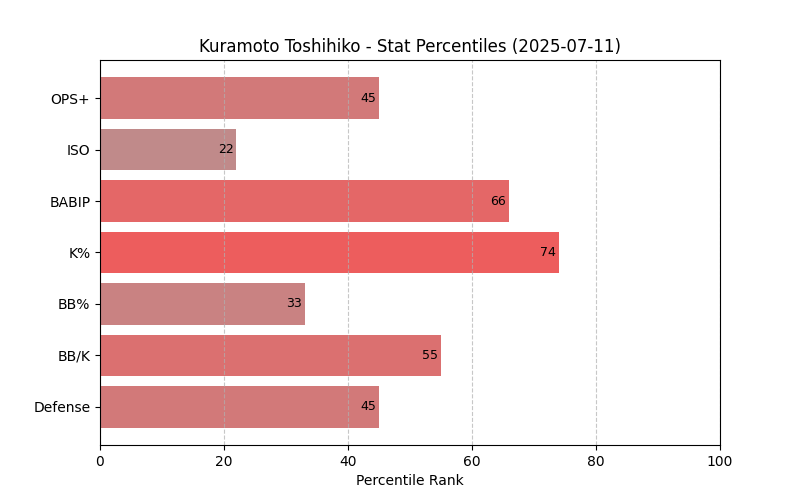 Kuramoto Toshihiko - Stat Percentiles (2025-07-11)
OPS+ 45
ISO 22
BABIP 66
K% 74
BB% 33
BB/K 55
Defense 45
0 20 40 60 80 100
Percentile Rank